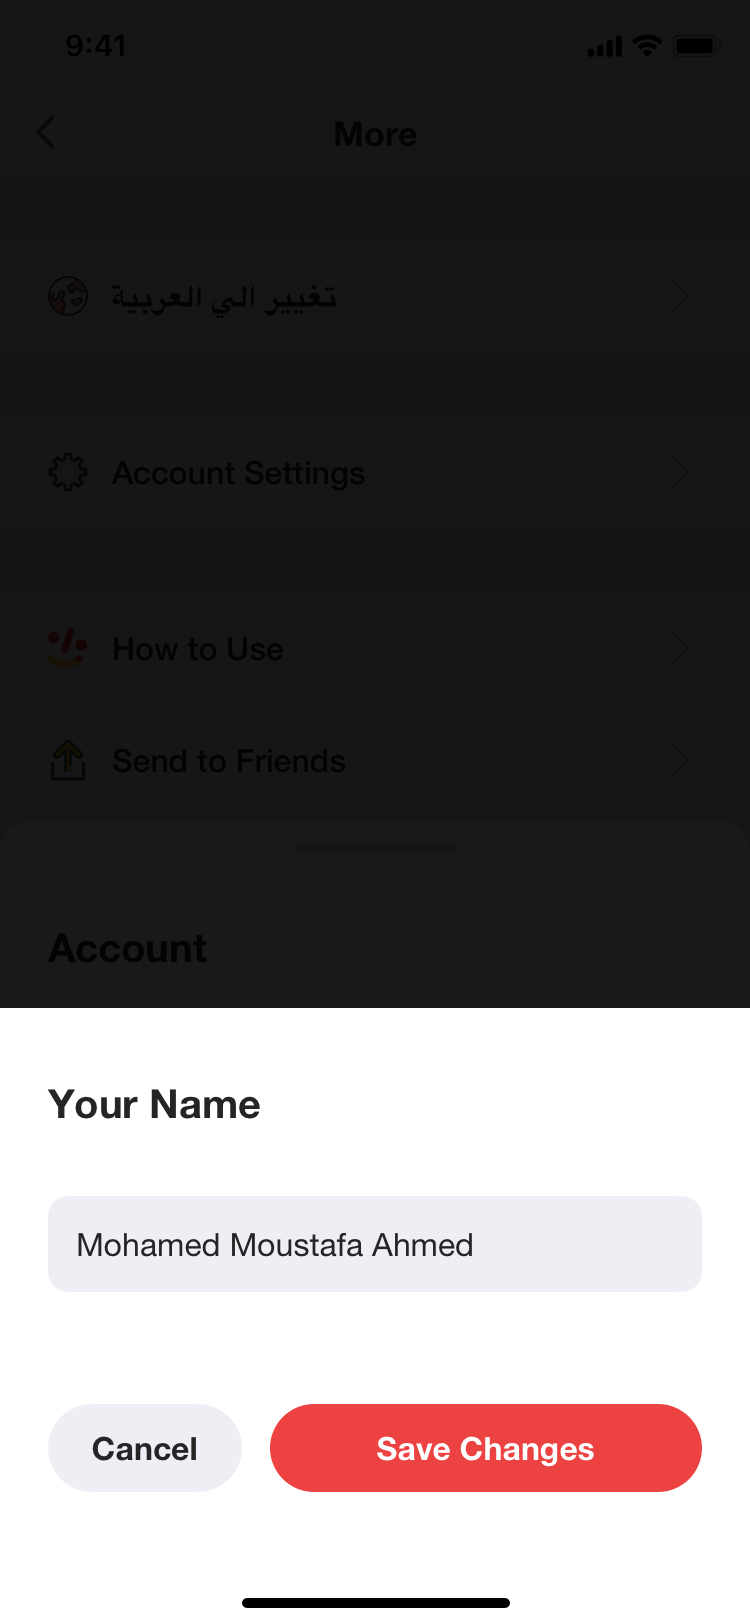 9:41
More
تغيير الي العربية
Account Settings
How to Use
Send to Friends
Account
Your Name
Mohamed Moustafa Ahmed
Cancel
Save Changes